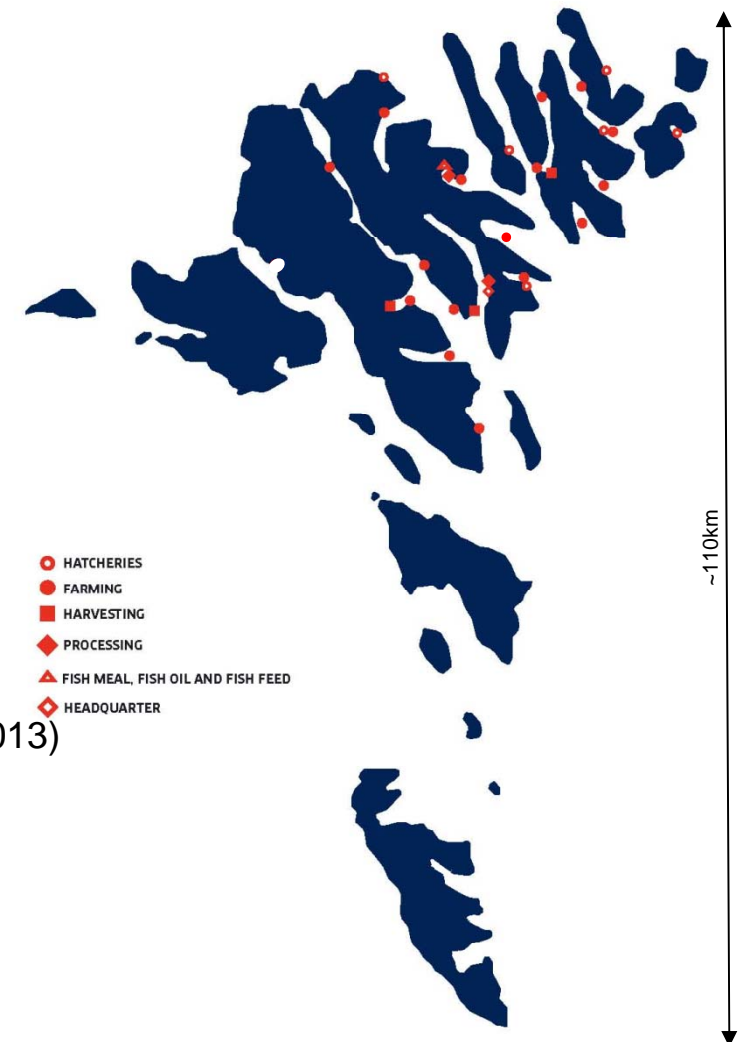 ~110km
HATCHERIES
FARMING
HARVESTING
PROCESSING
FISH MEAL, FISH OIL AND FISH FEED
HEADQUARTER
013)